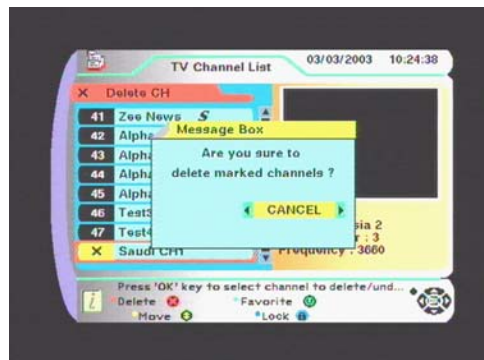 TV Channel List 03/03/2003 10:24:38
X Delete CH
41 Zee News S
42 Alpha
43 Alpha
44 Alpha
45 Alpha
46 Test3
47 Test4
X Saudi CH1
Message Box
Are you sure to
delete marked channels ?
CANCEL
sia 2
r : 3
Frequency : 3660
Press 'OK' key to select channel to delete/und...
Delete Favorite
Move Lock